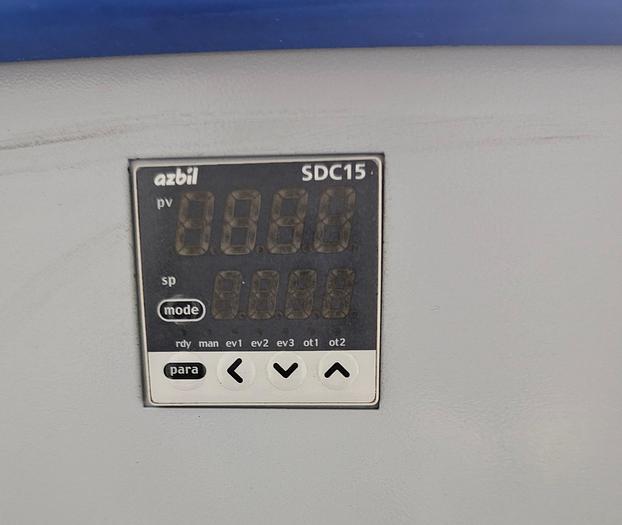 azbil SDC15
pv
sp
mode
rdy man ev1 ev2 ev3 ot1 ot2
para